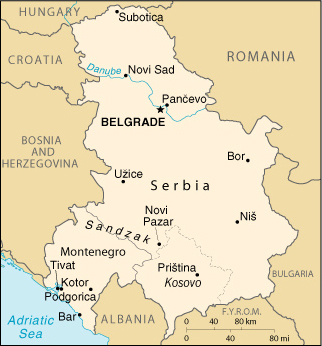 HUNGARY
Subotica
CROATIA
ROMANIA
Danube
Novi Sad
Pančevo
BELGRADE
BOSNIA
AND
HERZEGOVINA
Bor
Užice
Serbia
Novi
Pazar
Niš
Sandzak
Montenegro
Tivat
Kotor
Podgorica
Priština
Kosovo
BULGARIA
Bar
Adriatic
Sea
ALBANIA
F.Y.R.O.M.
0 40 80 km
0 40 80 mi